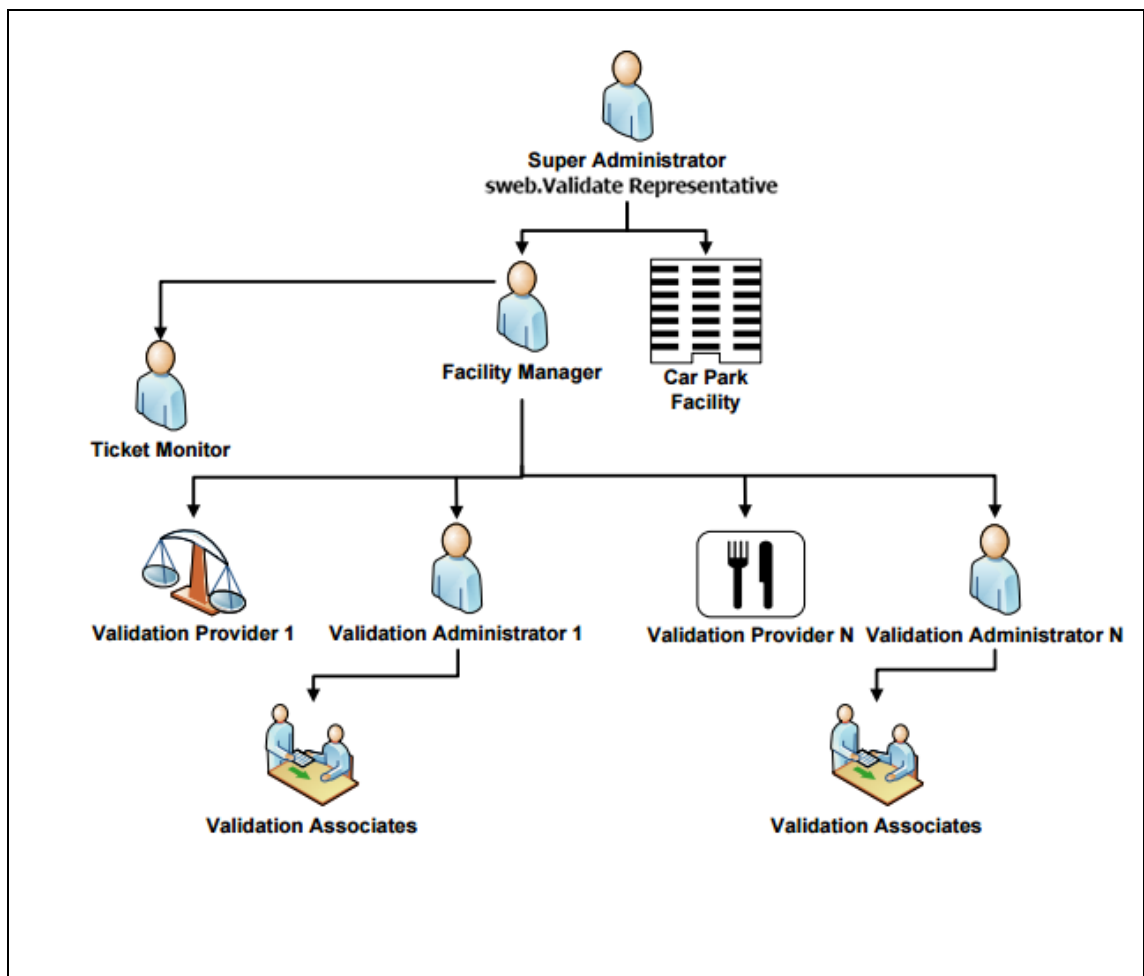 Super Administrator
sweb.Validate Representative
Facility Manager
Car Park
Facility
Ticket Monitor
Validation Provider 1
Validation Administrator 1
Validation Provider N
Validation Administrator N
Validation Associates
Validation Associates